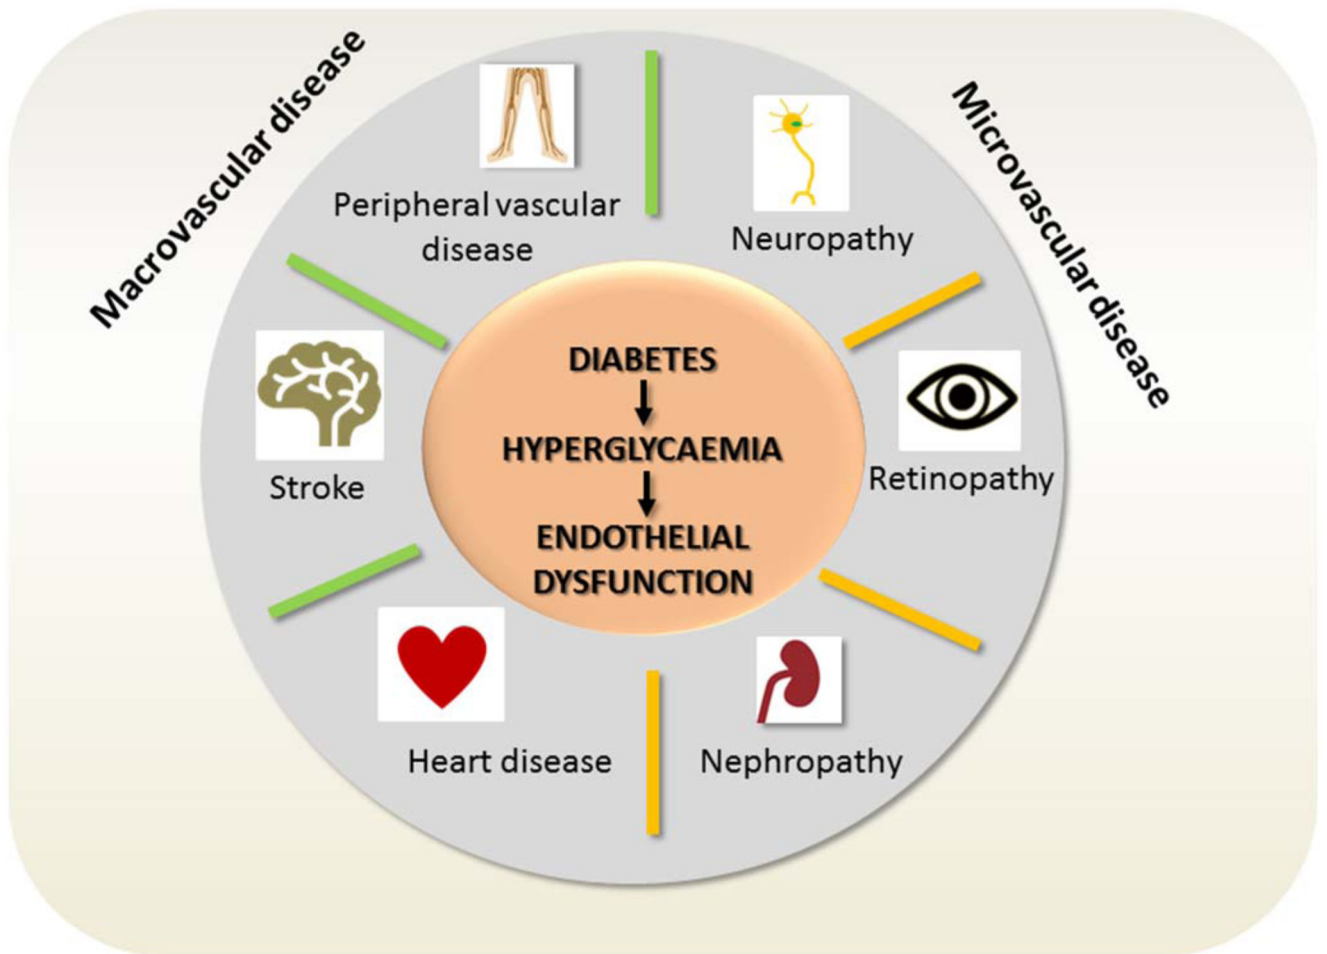 Macrovascular disease
Microvascular disease
Peripheral vascular
disease
Neuropathy
Stroke
Retinopathy
Heart disease
Nephropathy
DIABETES
HYPERGLYCAEMIA
ENDOTHELIAL
DYSFUNCTION